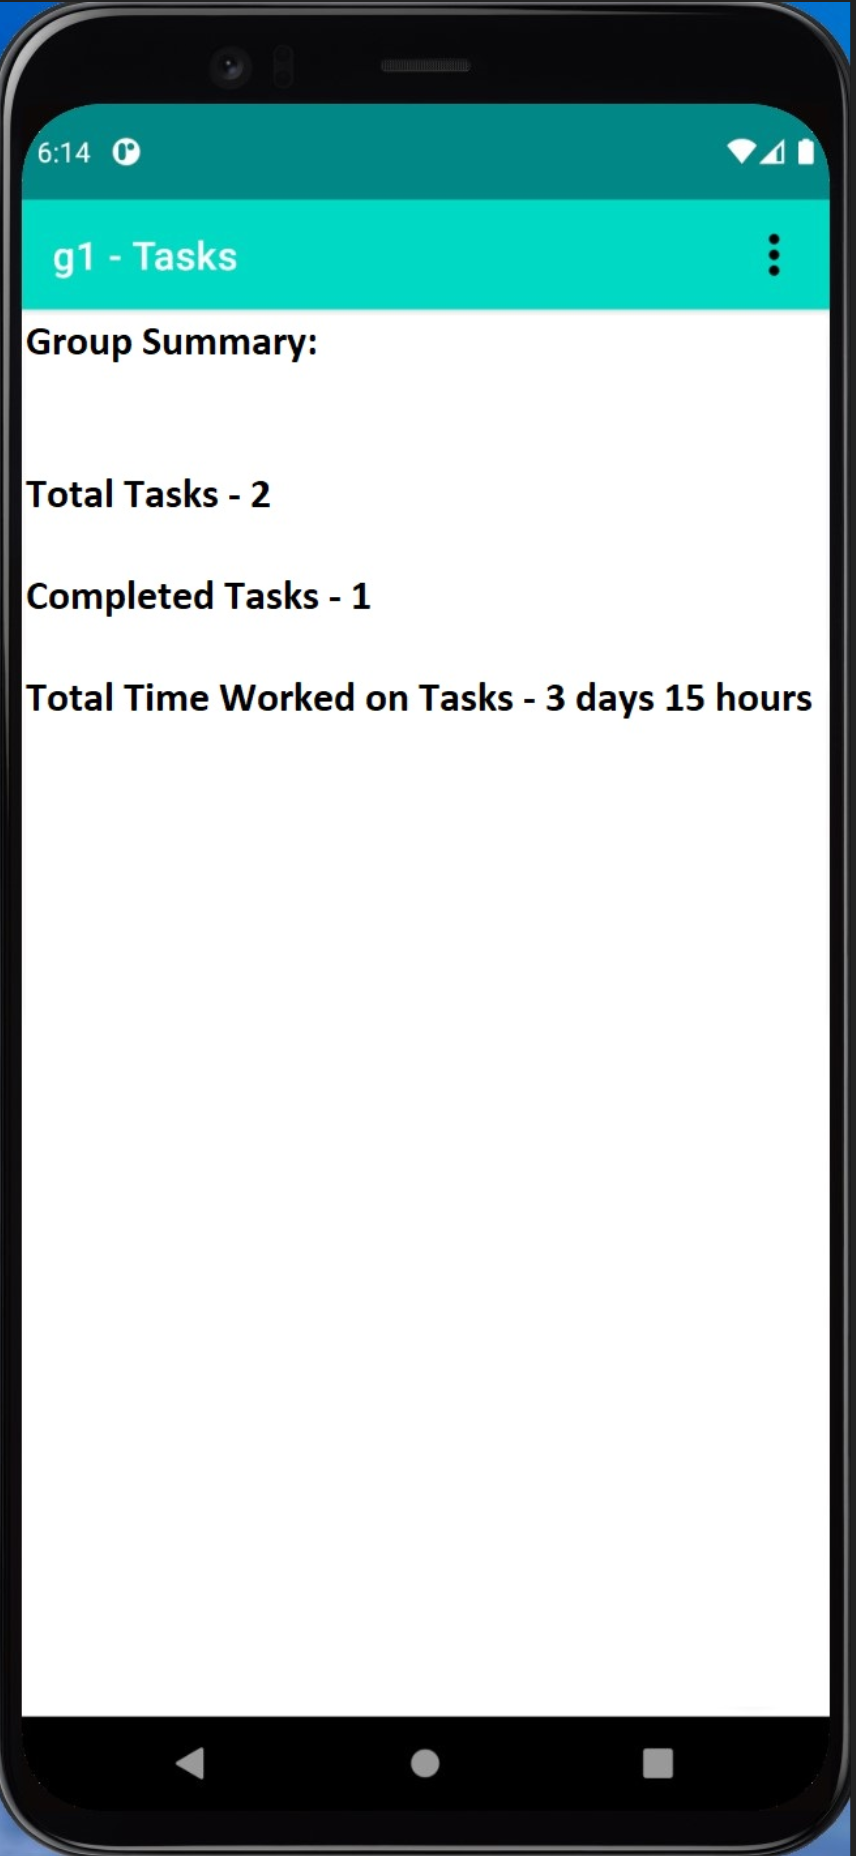 6:14
g1 - Tasks
Group Summary:
Total Tasks - 2
Completed Tasks - 1
Total Time Worked on Tasks - 3 days 15 hours